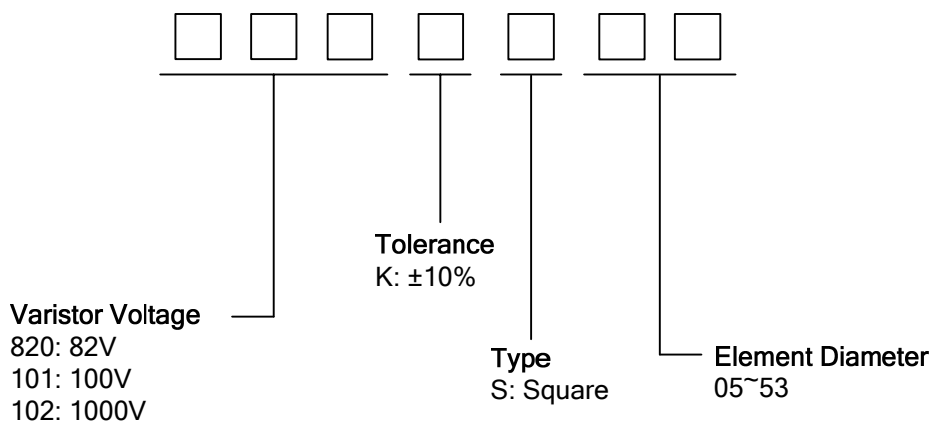 Tolerance
K: ±10%
Varistor Voltage
820: 82V
101: 100V
102: 1000V
Type
S: Square
Element Diameter
05~53